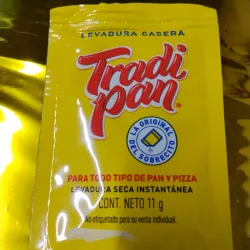 LEVADURA CASERA
Tradi
pan
LA ORIGINAL
DEL SOBRECITO
PARA TODO TIPO DE PAN Y PIZZA
LEVADURA SECA INSTANTÁNEA
CONT. NETO 11 g
No etiquetado para su venta individual.